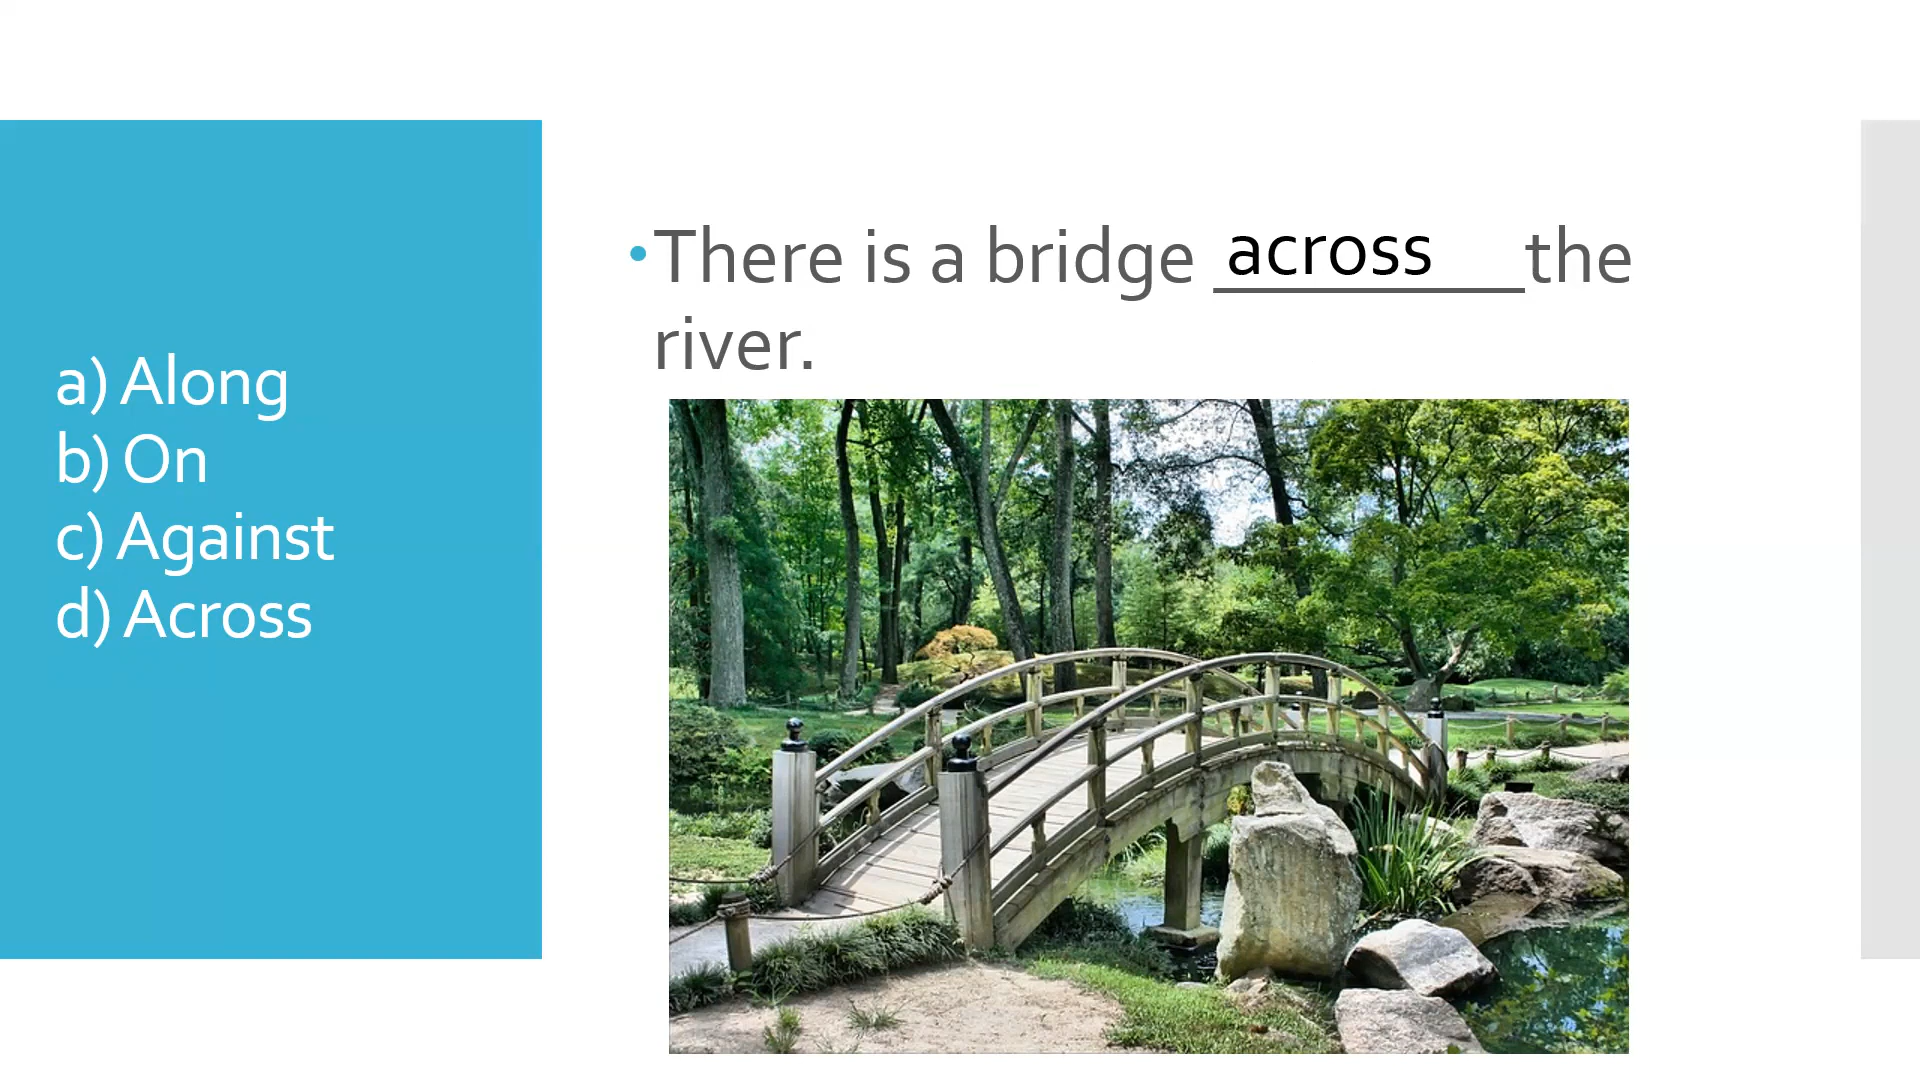 a) Along
b) On
c) Against
d) Across
• There is a bridge across the
river.